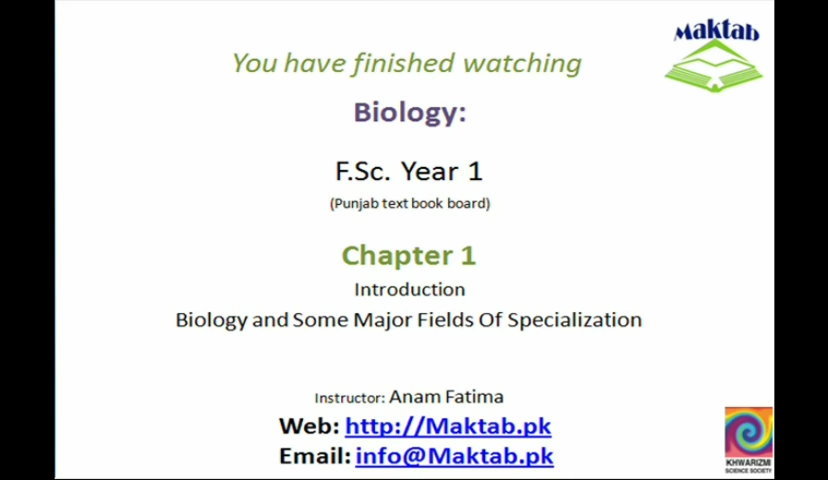 Maktab
You have finished watching
Biology:
F.Sc. Year 1
(Punjab text book board)
Chapter 1
Introduction
Biology and Some Major Fields Of Specialization
Instructor: Anam Fatima
Web: http://Maktab.pk
Email: info@Maktab.pk
KHWARIZMI
SCIENCE SOCIETY